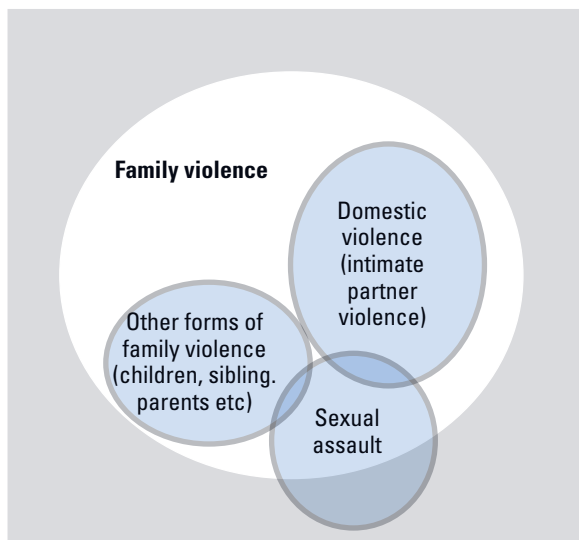 Family violence
Domestic
violence
(intimate
partner
violence)
Other forms of
family violence
(children, sibling.
parents etc)
Sexual
assault